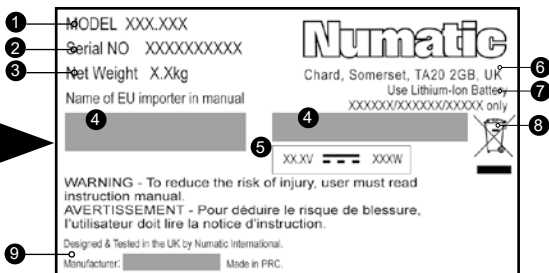 1 MODEL XXX.XXX
2 Serial NO XXXXXXXXXX
3 Net Weight X.Xkg
Name of EU importer in manual
4
Numatic
Chard, Somerset, TA20 2GB, UK 6
Use Lithium-Ion Battery 7
XXXXXX/XXXXXX/XXXXX only
4
8
5
XX.XV XXXW
WARNING - To reduce the risk of injury, user must read
instruction manual.
AVERTISSEMENT - Pour déduire le risque de blessure,
l'utilisateur doit lire la notice d'instruction.
Designed & Tested in the UK by Numatic International.
9 Manufacturer: Made in PRC.